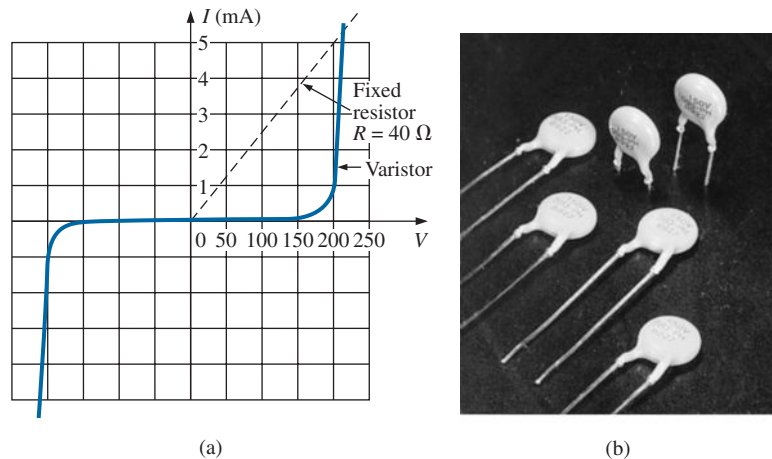 I (mA)
5
4
3
2
1
Fixed
resistor
R = 40 Ω
Varistor
0 50 100 150 200 250
V
(a)
(b)